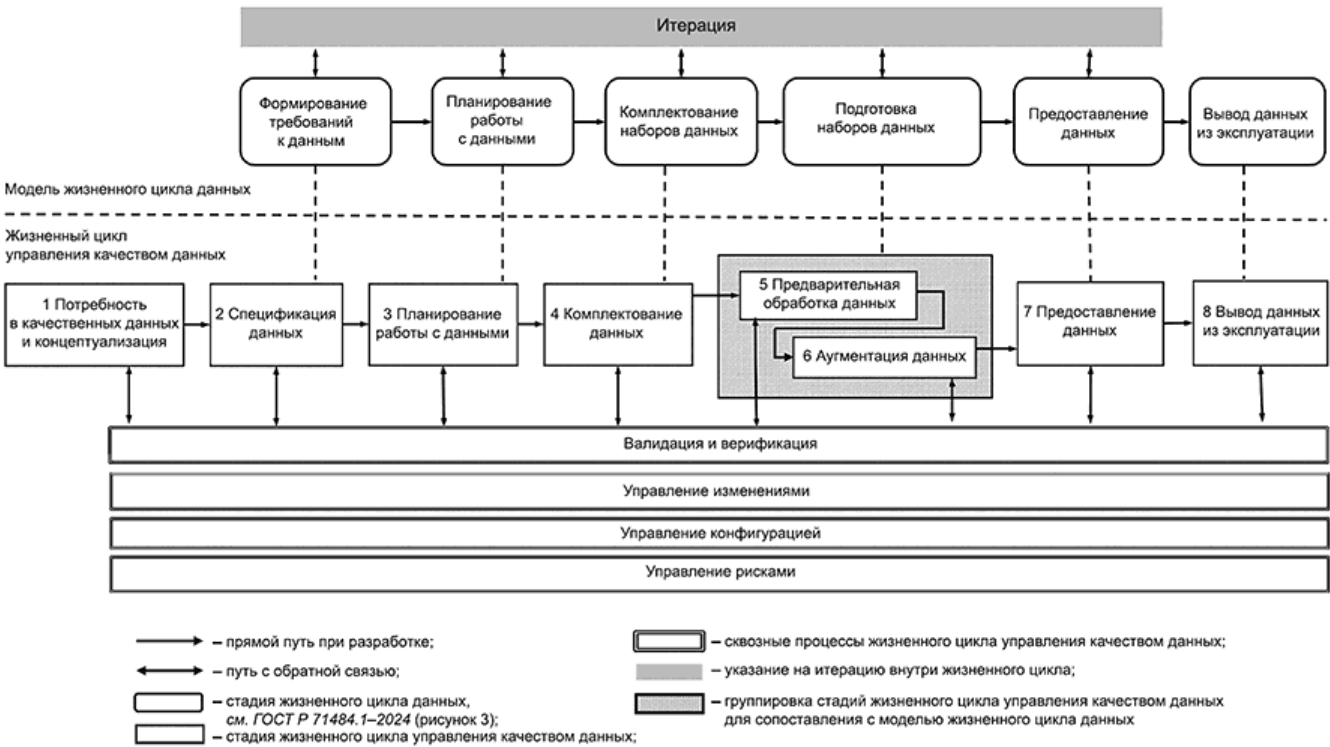 Итерация
Формирование
требований
к данным
Планирование
работы
с данными
Комплектование
наборов данных
Подготовка
наборов данных
Предоставление
данных
Вывод данных
из эксплуатации
Модель жизненного цикла данных
Жизненный цикл
управления качеством данных
1 Потребность
в качественных данных
и концептуализация
2 Спецификация
данных
3 Планирование
работы с данными
4 Комплектование
данных
5 Предварительная
обработка данных
6 Аугментация данных
7 Предоставление
данных
8 Вывод данных
из эксплуатации
Валидация и верификация
Управление изменениями
Управление конфигурацией
Управление рисками
– прямой путь при разработке;
– путь с обратной связью;
– стадия жизненного цикла данных,
см. ГОСТ Р 71484.1–2024 (рисунок 3);
– стадия жизненного цикла управления качеством данных;
– сквозные процессы жизненного цикла управления качеством данных;
– указание на итерацию внутри жизненного цикла;
– группировка стадий жизненного цикла управления качеством данных
для сопоставления с моделью жизненного цикла данных